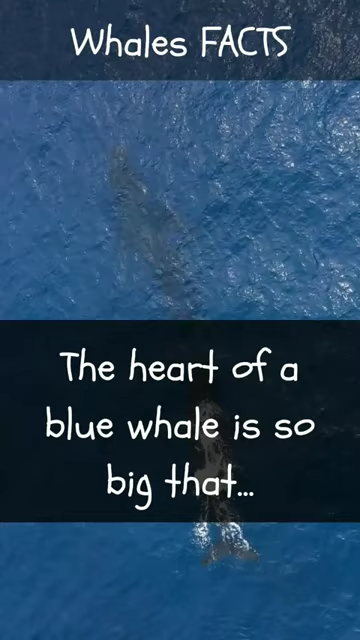 Whales FACTS
The heart of a
blue whale is so
big that...